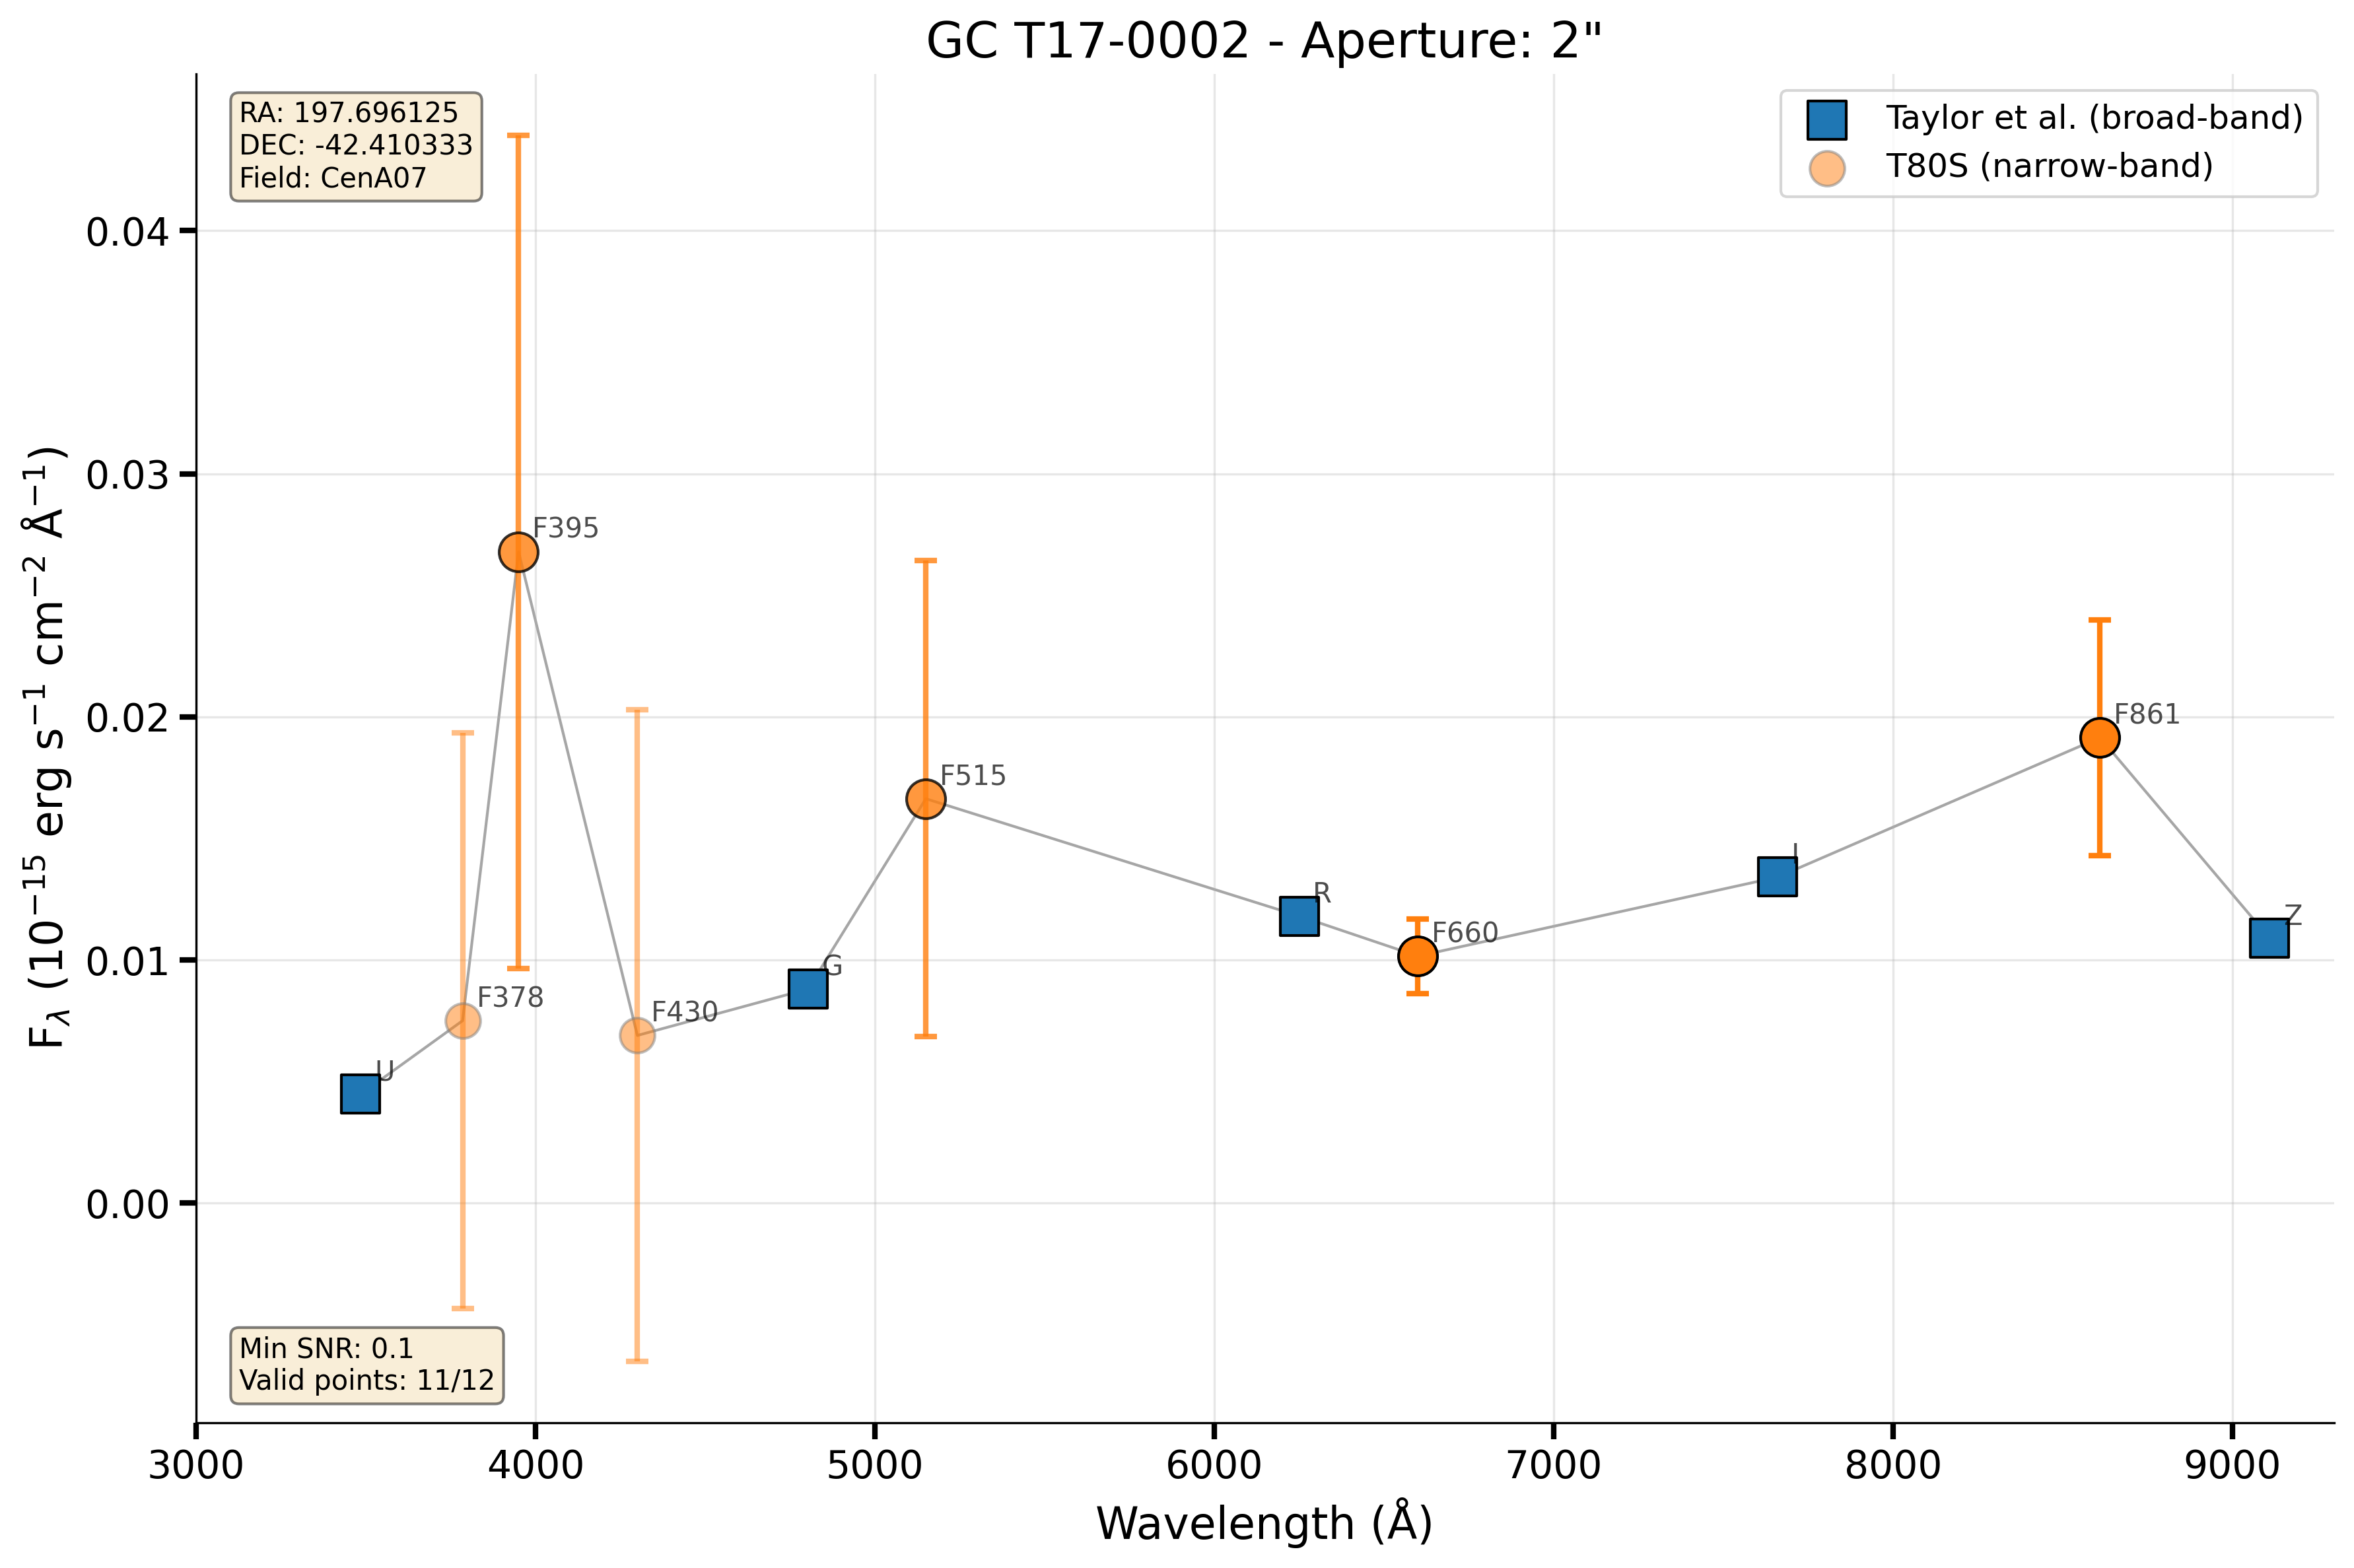 GC T17-0002 - Aperture: 2"
RA: 197.696125
DEC: -42.410333
Field: CenA07
Taylor et al. (broad-band)
T80S (narrow-band)
0.04
0.03
0.02
0.01
0.00
F395
F515
F861
I
R
Z
F660
G
F378
F430
U
Min SNR: 0.1
Valid points: 11/12
3000 4000 5000 6000 7000 8000 9000
Wavelength (Å)
F_λ (10⁻¹⁵ erg s⁻¹ cm⁻² Å⁻¹)